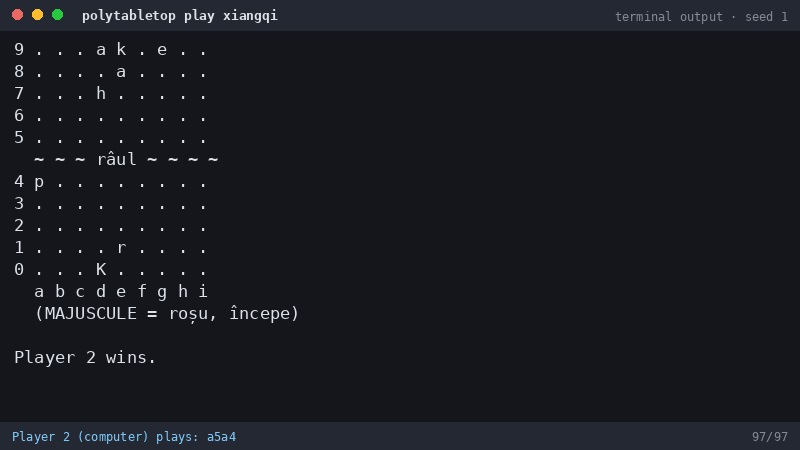 polytabletop play xiangqi
terminal output · seed 1
9 . . . a k . e . .
8 . . . . a . . . .
7 . . . h . . . . .
6 . . . . . . . . .
5 . . . . . . . . .
~ ~ ~ râul ~ ~ ~ ~
4 p . . . . . . . .
3 . . . . . . . . .
2 . . . . . . . . .
1 . . . . r . . . .
0 . . . K . . . . .
a b c d e f g h i
(MAJUSCULE = roșu, începe)
Player 2 wins.
Player 2 (computer) plays: a5a4
97/97